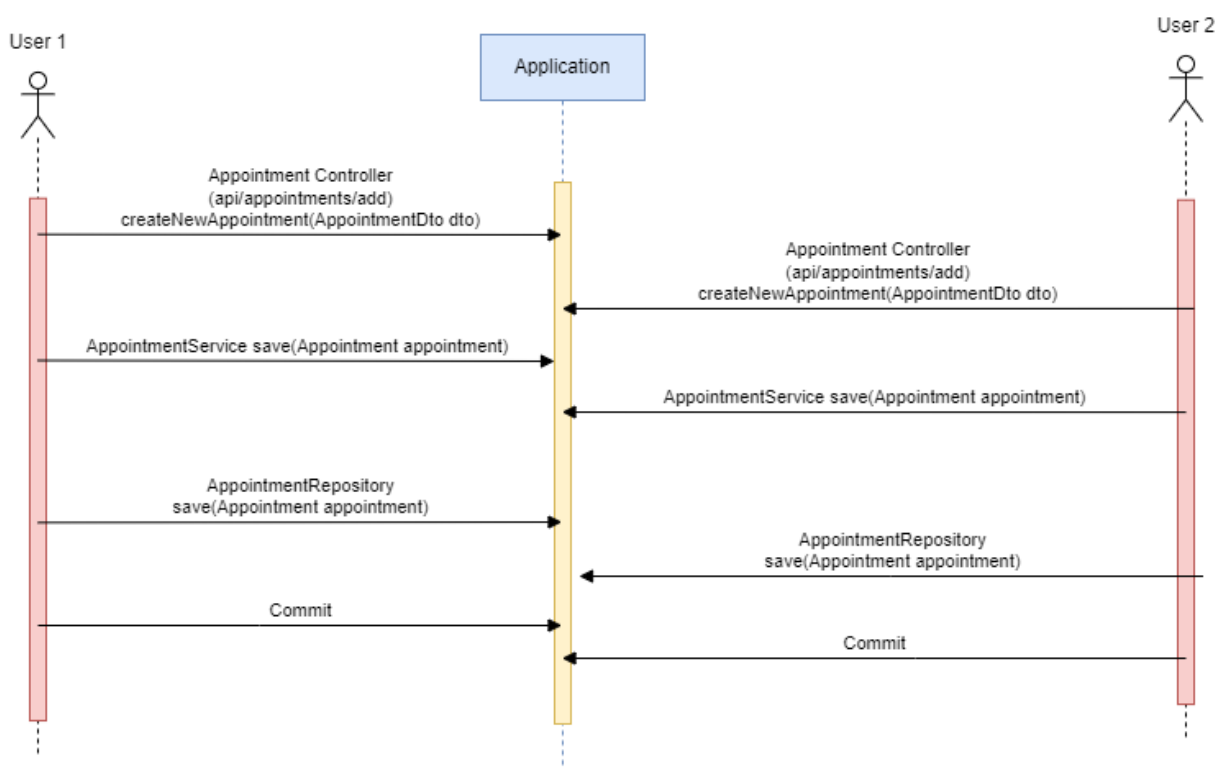 User 1
Application
User 2
Appointment Controller
(api/appointments/add)
createNewAppointment(AppointmentDto dto)
Appointment Controller
(api/appointments/add)
createNewAppointment(AppointmentDto dto)
AppointmentService save(Appointment appointment)
AppointmentService save(Appointment appointment)
AppointmentRepository
save(Appointment appointment)
AppointmentRepository
save(Appointment appointment)
Commit
Commit